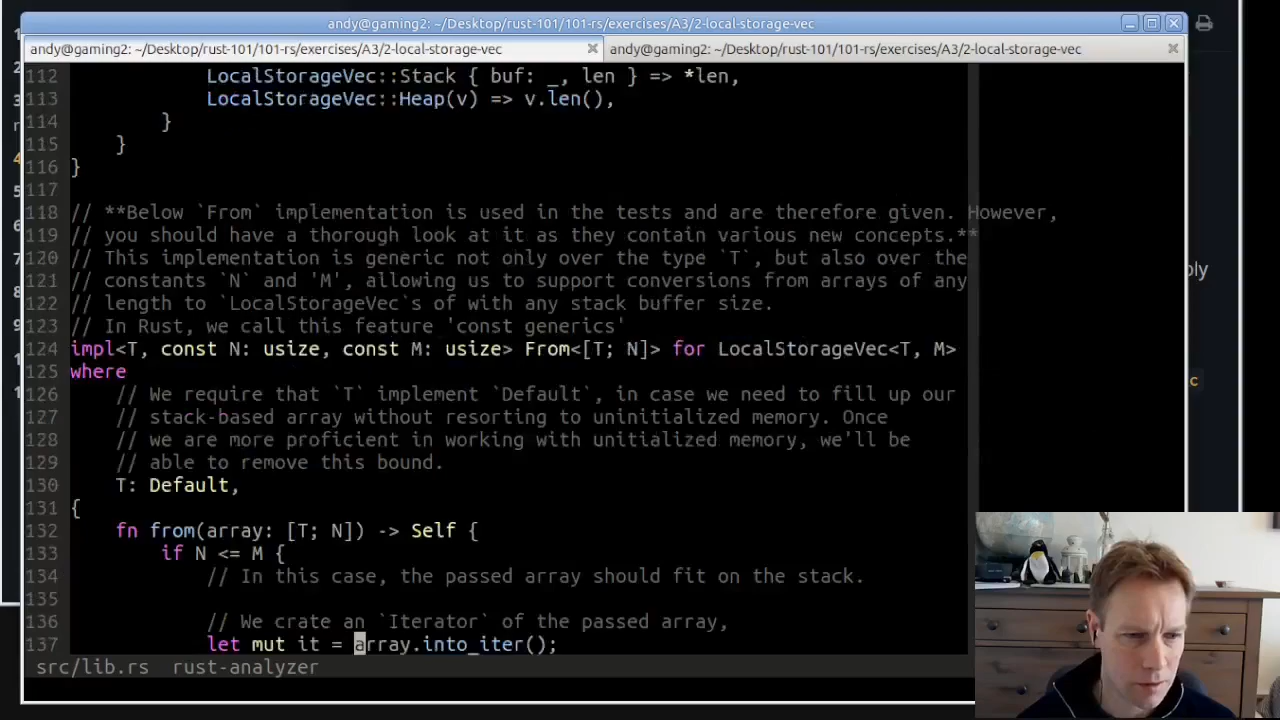 andy@gaming2: ~/Desktop/rust-101/101-rs/exercises/A3/2-local-storage-vec
andy@gaming2: ~/Desktop/rust-101/101-rs/exercises/A3/2-local-storage-vec
andy@gaming2: ~/Desktop/rust-101/101-rs/exercises/A3/2-local-storage-vec
112             LocalStorageVec::Stack { buf: _, len } => *len,
113             LocalStorageVec::Heap(v) => v.len(),
114         }
115     }
116 }
117
118 // **Below `From` implementation is used in the tests and are therefore given. However,
119 // you should have a thorough look at it as they contain various new concepts.**
120 // This implementation is generic not only over the type `T`, but also over the
121 // constants `N` and 'M', allowing us to support conversions from arrays of any
122 // length to `LocalStorageVec`s of with any stack buffer size.
123 // In Rust, we call this feature 'const generics'
124 impl<T, const N: usize, const M: usize> From<[T; N]> for LocalStorageVec<T, M>
125 where
126     // We require that `T` implement `Default`, in case we need to fill up our
127     // stack-based array without resorting to uninitialized memory. Once
128     // we are more proficient in working with unitialized memory, we'll be
129     // able to remove this bound.
130     T: Default,
131 {
132     fn from(array: [T; N]) -> Self {
133         if N <= M {
134             // In this case, the passed array should fit on the stack.
135
136             // We crate an `Iterator` of the passed array,
137             let mut it = array.into_iter();
src/lib.rs  rust-analyzer